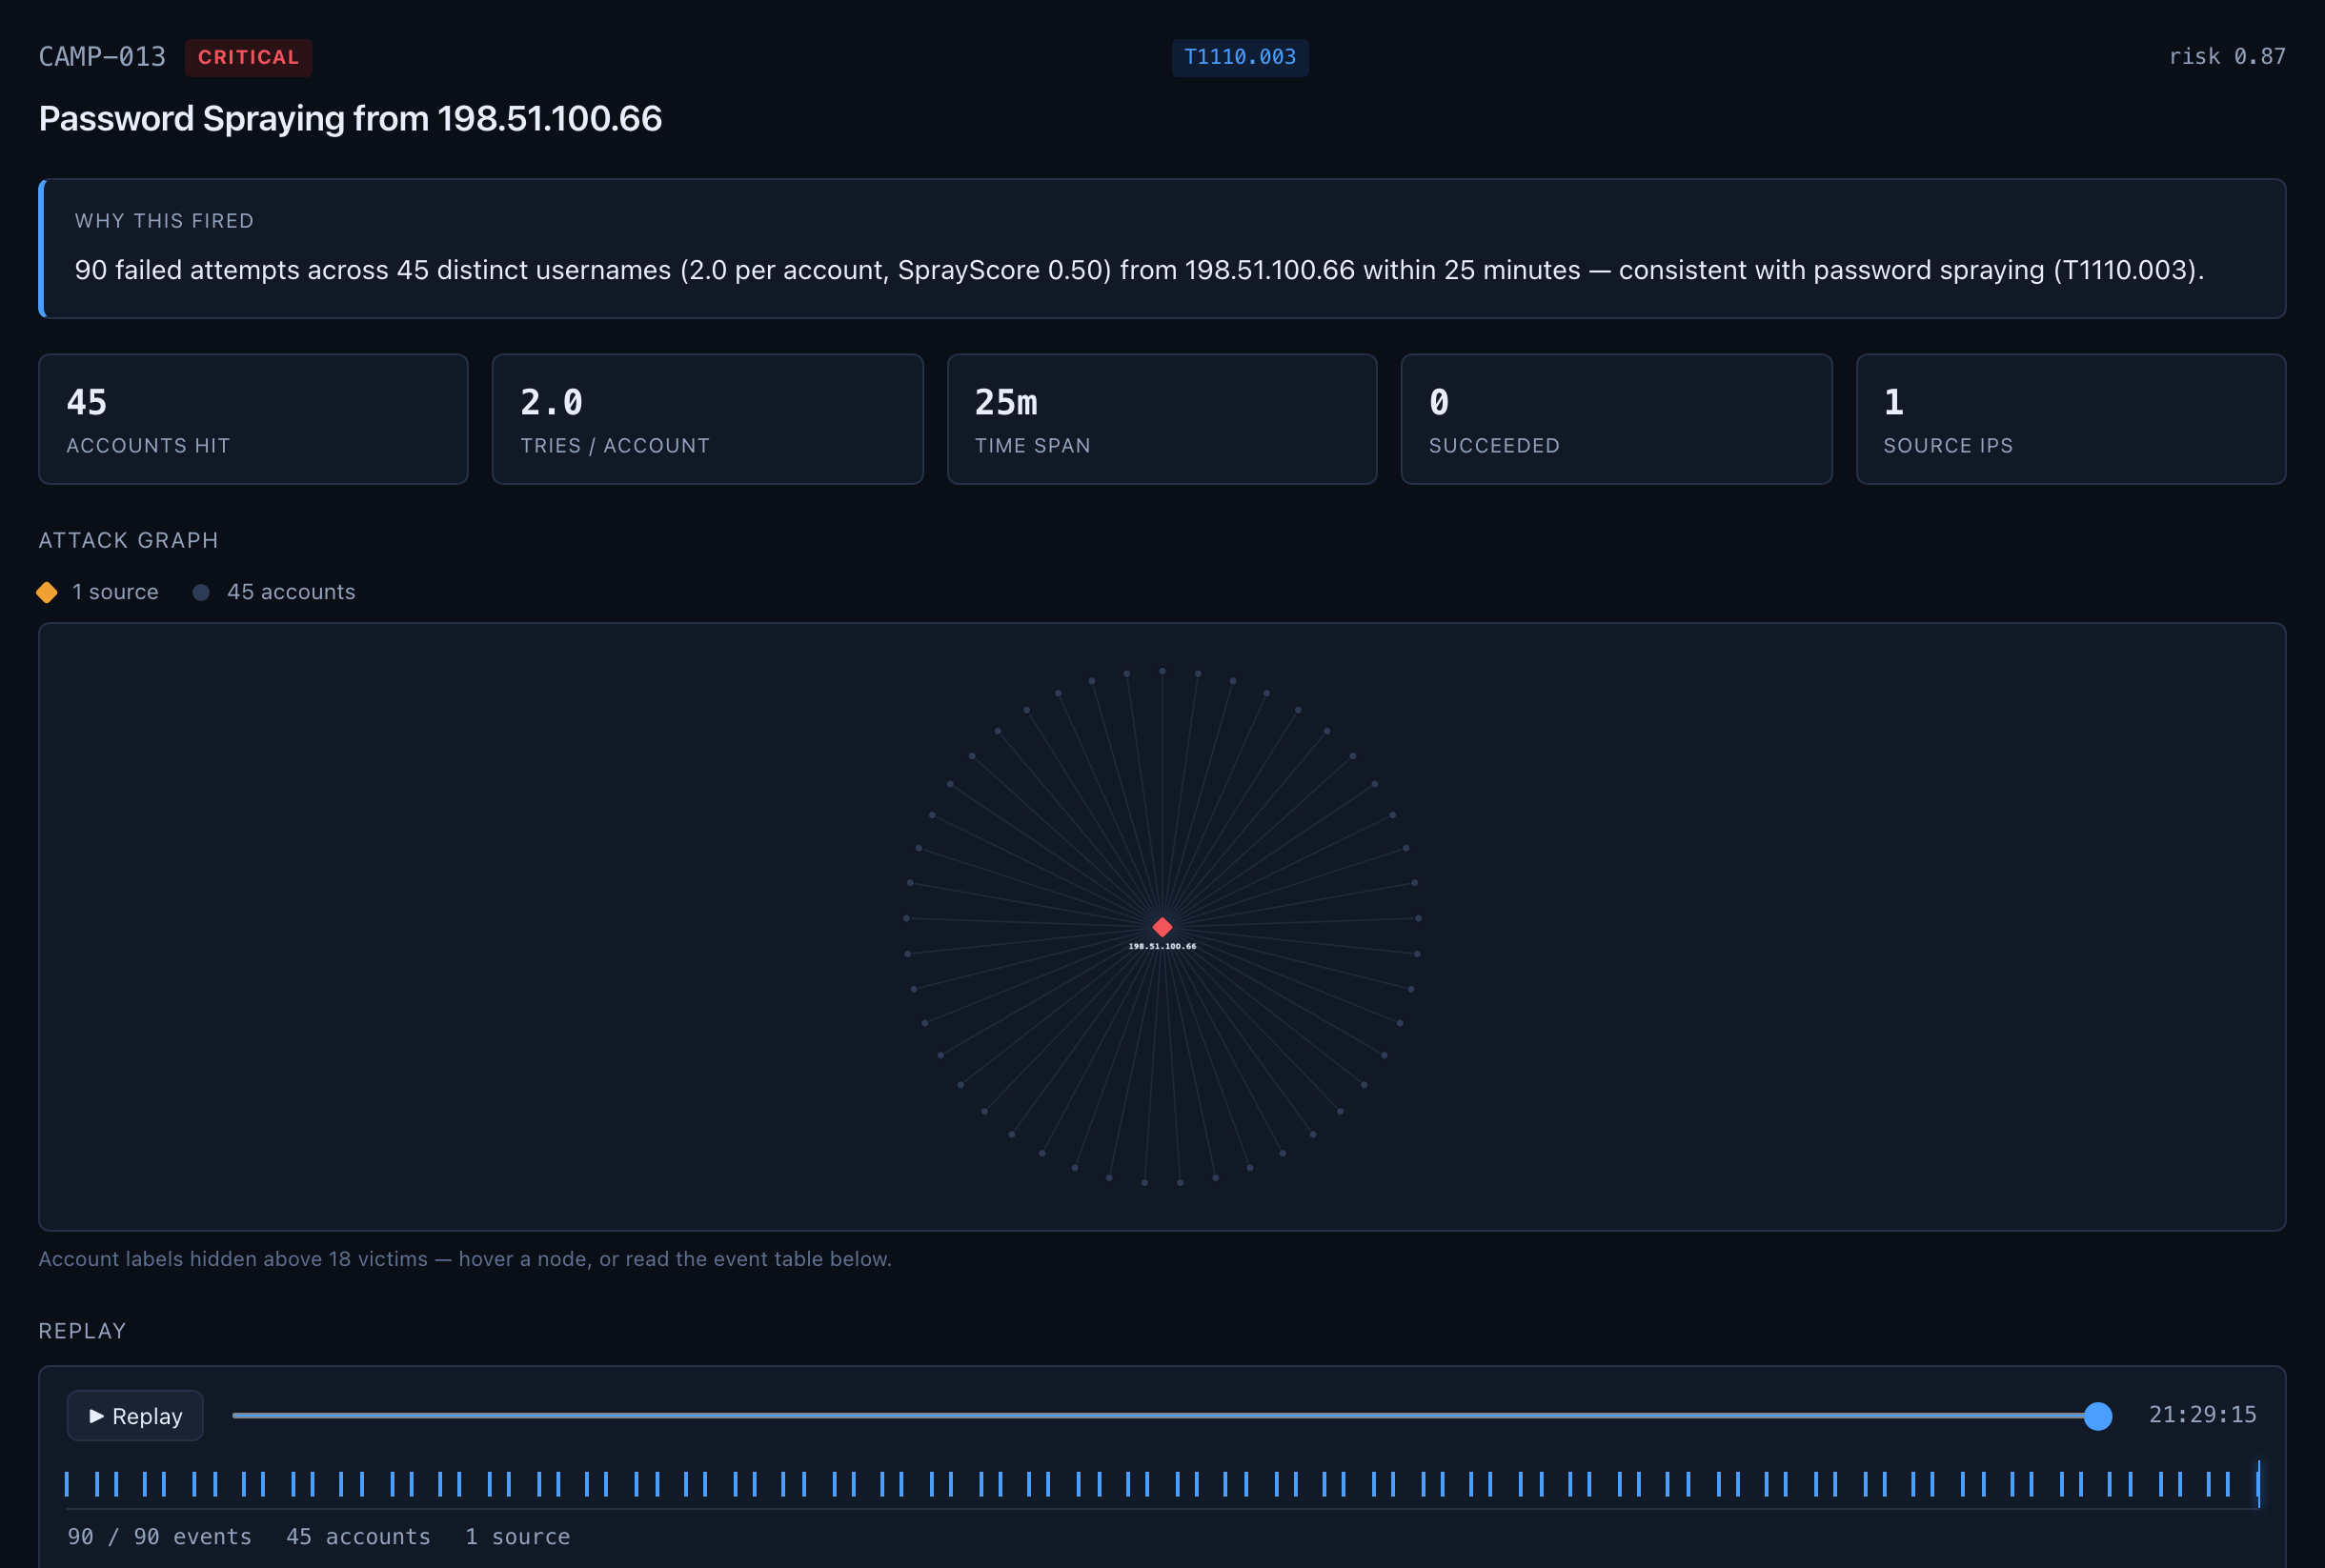 CAMP-013 CRITICAL T1110.003 risk 0.87
Password Spraying from 198.51.100.66
WHY THIS FIRED
90 failed attempts across 45 distinct usernames (2.0 per account, SprayScore 0.50) from 198.51.100.66 within 25 minutes — consistent with password spraying (T1110.003).
45 2.0 25m 0 1
ACCOUNTS HIT TRIES / ACCOUNT TIME SPAN SUCCEEDED SOURCE IPS
ATTACK GRAPH
1 source 45 accounts
198.51.100.66
Account labels hidden above 18 victims — hover a node, or read the event table below.
REPLAY
Replay 21:29:15
90 / 90 events 45 accounts 1 source